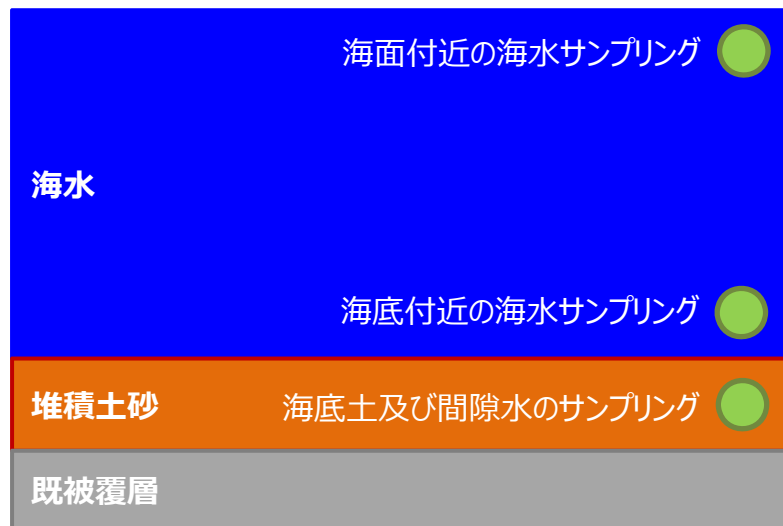 海面付近の海水サンプリング
海水
海底付近の海水サンプリング
堆積土砂
海底土及び間隙水のサンプリング
既被覆層